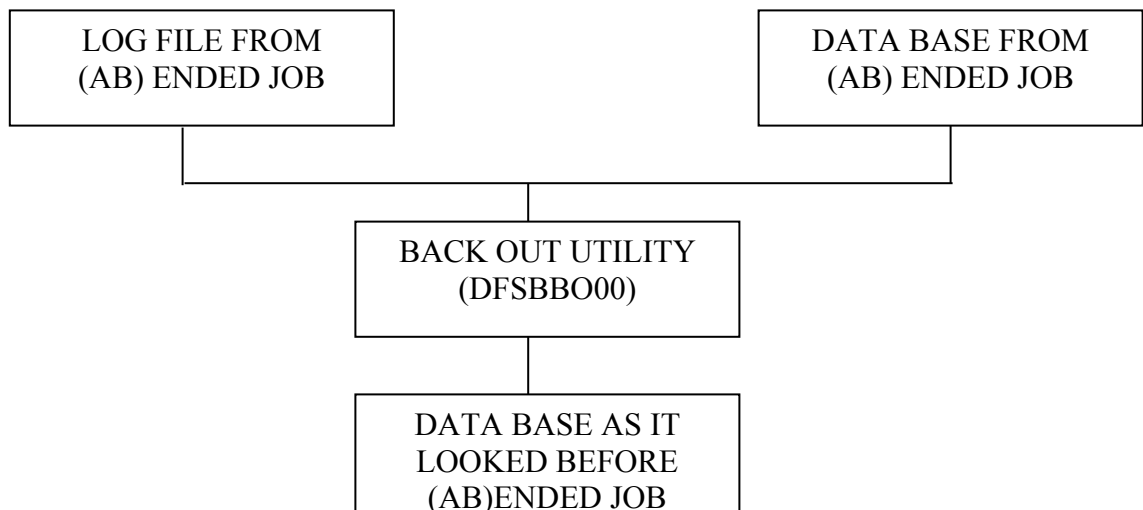 LOG FILE FROM
(AB) ENDED JOB
DATA BASE FROM
(AB) ENDED JOB
BACK OUT UTILITY
(DFSBBO00)
DATA BASE AS IT
LOOKED BEFORE
(AB)ENDED JOB